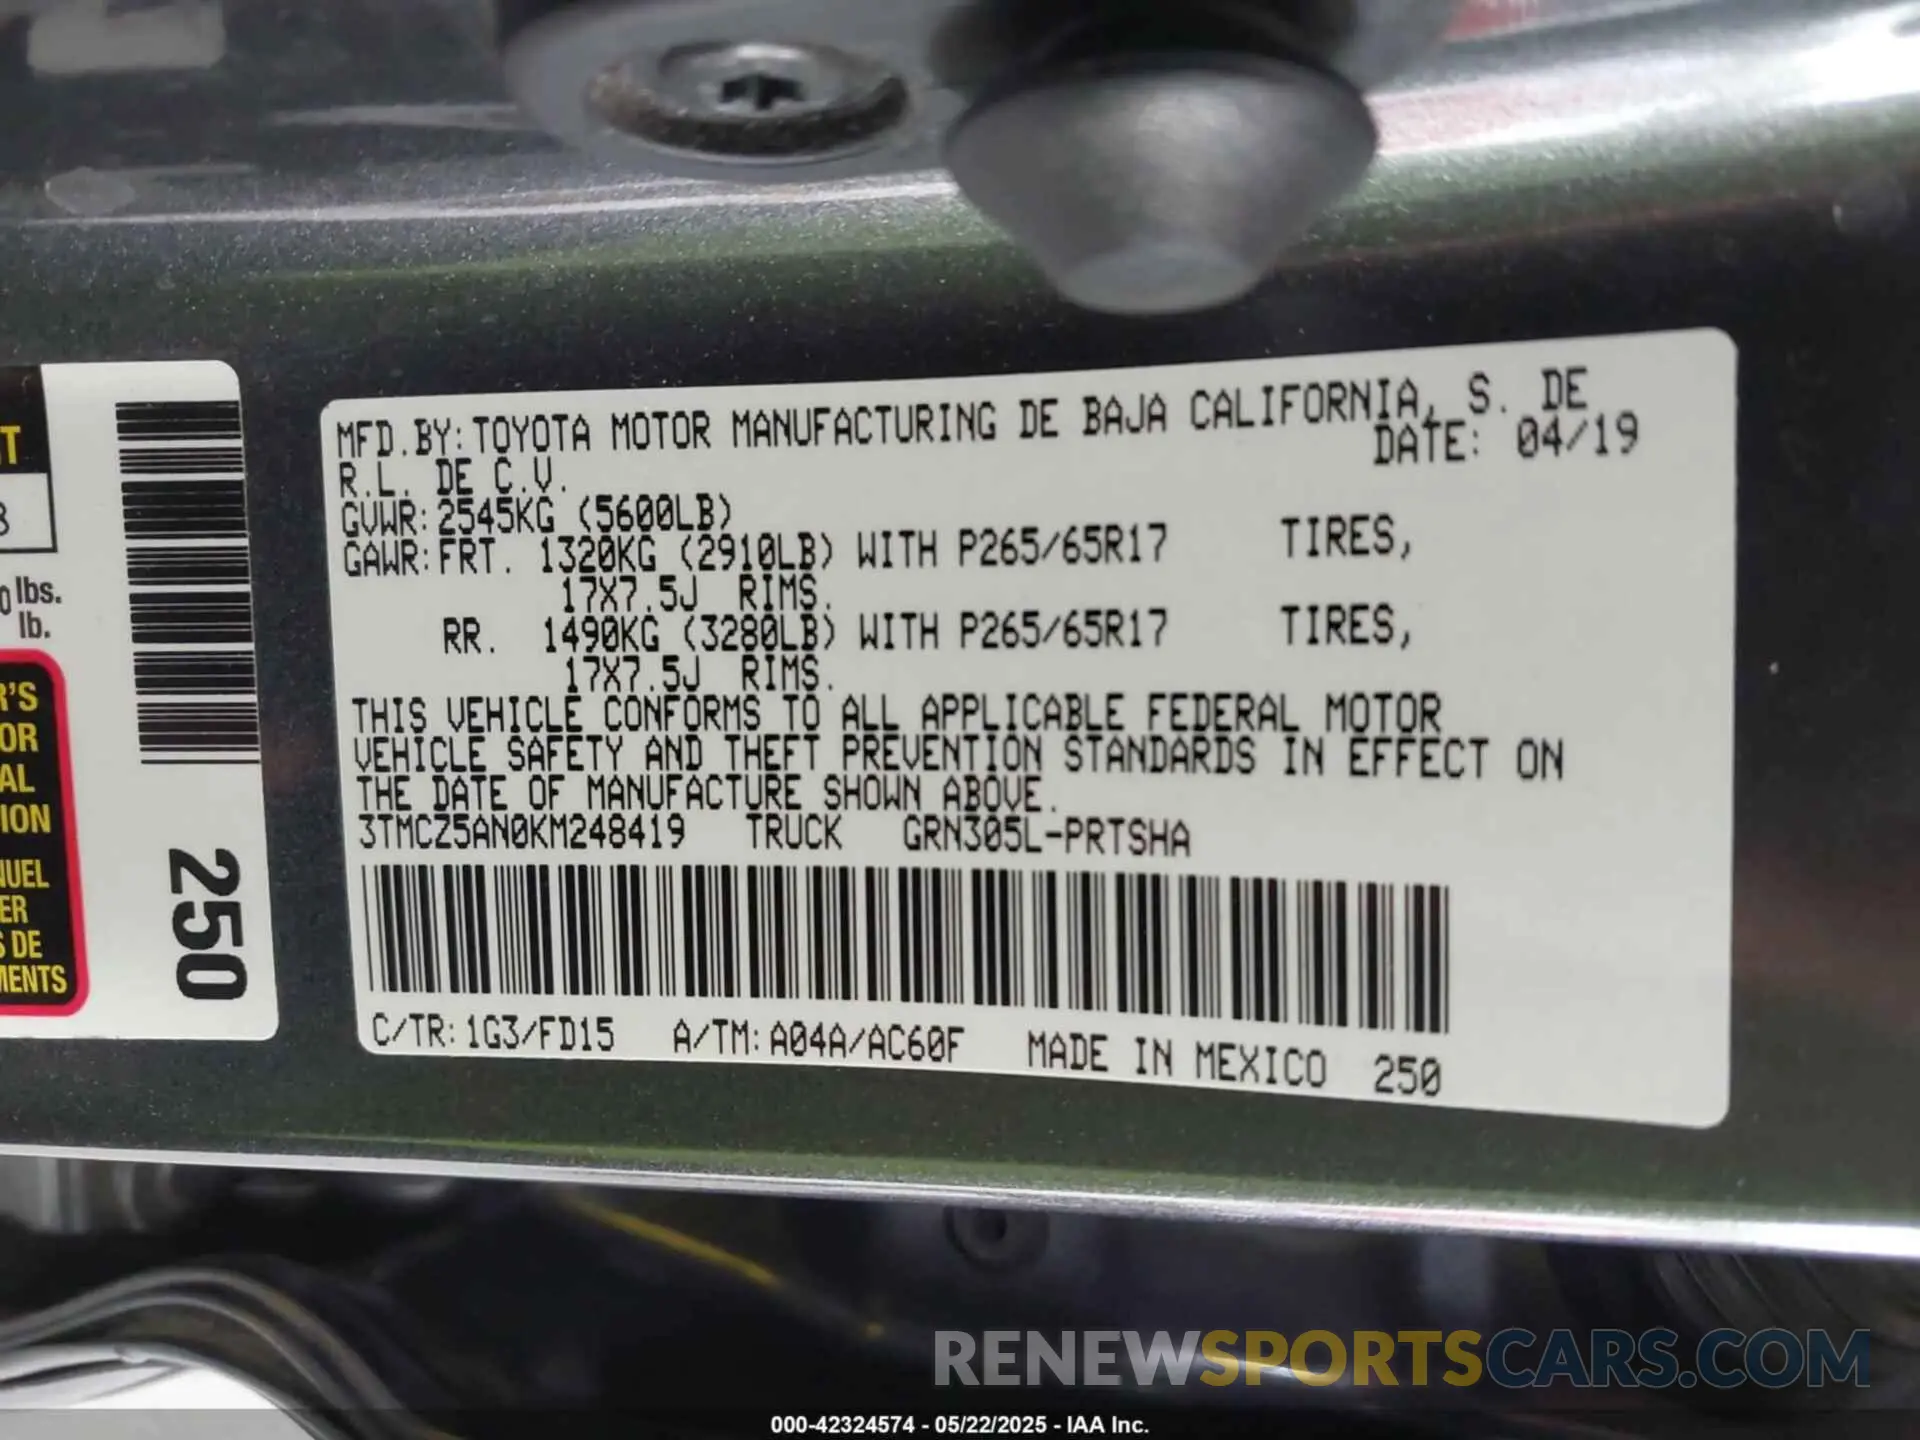 MFD.BY:TOYOTA MOTOR MANUFACTURING DE BAJA CALIFORNIA, S. DE
R.L. DE C.V. DATE: 04/19
GVWR:2545KG (5600LB)
GAWR:FRT. 1320KG (2910LB) WITH P265/65R17 TIRES,
17X7.5J RIMS.
RR. 1490KG (3280LB) WITH P265/65R17 TIRES,
17X7.5J RIMS.
THIS VEHICLE CONFORMS TO ALL APPLICABLE FEDERAL MOTOR
VEHICLE SAFETY AND THEFT PREVENTION STANDARDS IN EFFECT ON
THE DATE OF MANUFACTURE SHOWN ABOVE.
3TMCZ5AN0KM248419 TRUCK GRN305L-PRTSHA
C/TR:1G3/FD15 A/TM:A04A/AC60F MADE IN MEXICO 250
lbs.
lb.
DE
250
RENEWSPORTSCARS.COM
000-42324574 - 05/22/2025 - IAA Inc.